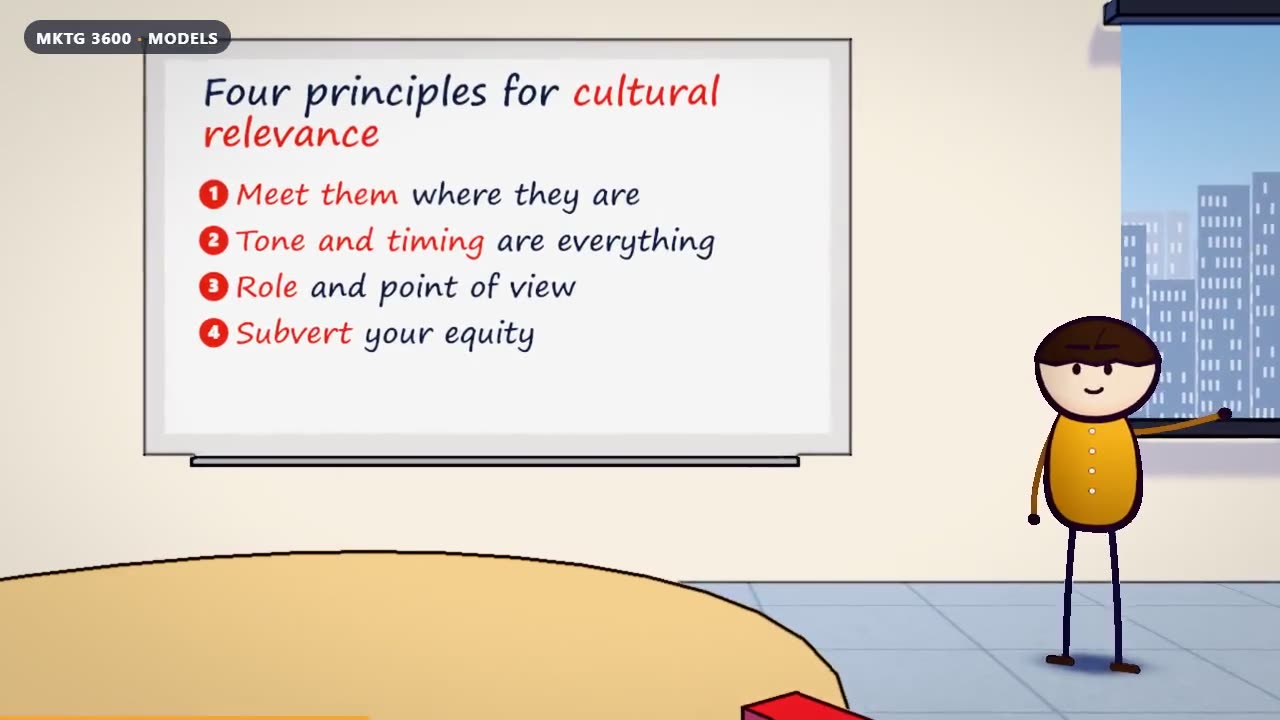 MKTG 3600 · MODELS
Four principles for cultural
relevance
1 Meet them where they are
2 Tone and timing are everything
3 Role and point of view
4 Subvert your equity